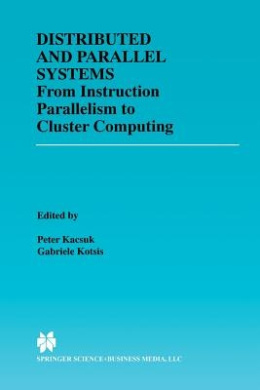 DISTRIBUTED
AND PARALLEL
SYSTEMS
From Instruction
Parallelism to
Cluster Computing
Edited by
Peter Kacsuk
Gabriele Kotsis
SPRINGER SCIENCE+BUSINESS MEDIA, LLC